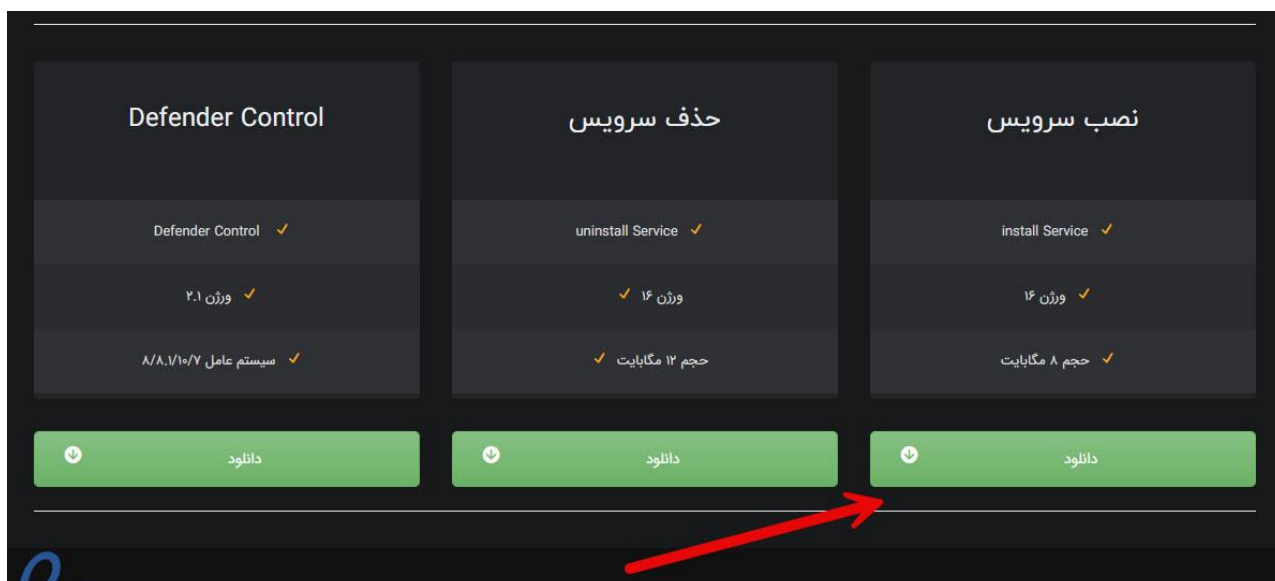 نصب سرویس
install Service
ورژن ۱۶
حجم ۸ مگابایت
دانلود
حذف سرویس
uninstall Service
ورژن ۱۶
حجم ۱۲ مگابایت
دانلود
Defender Control
Defender Control
ورژن ۲.۱
سیستم عامل ۸/۸.۱/۱۰/۷
دانلود